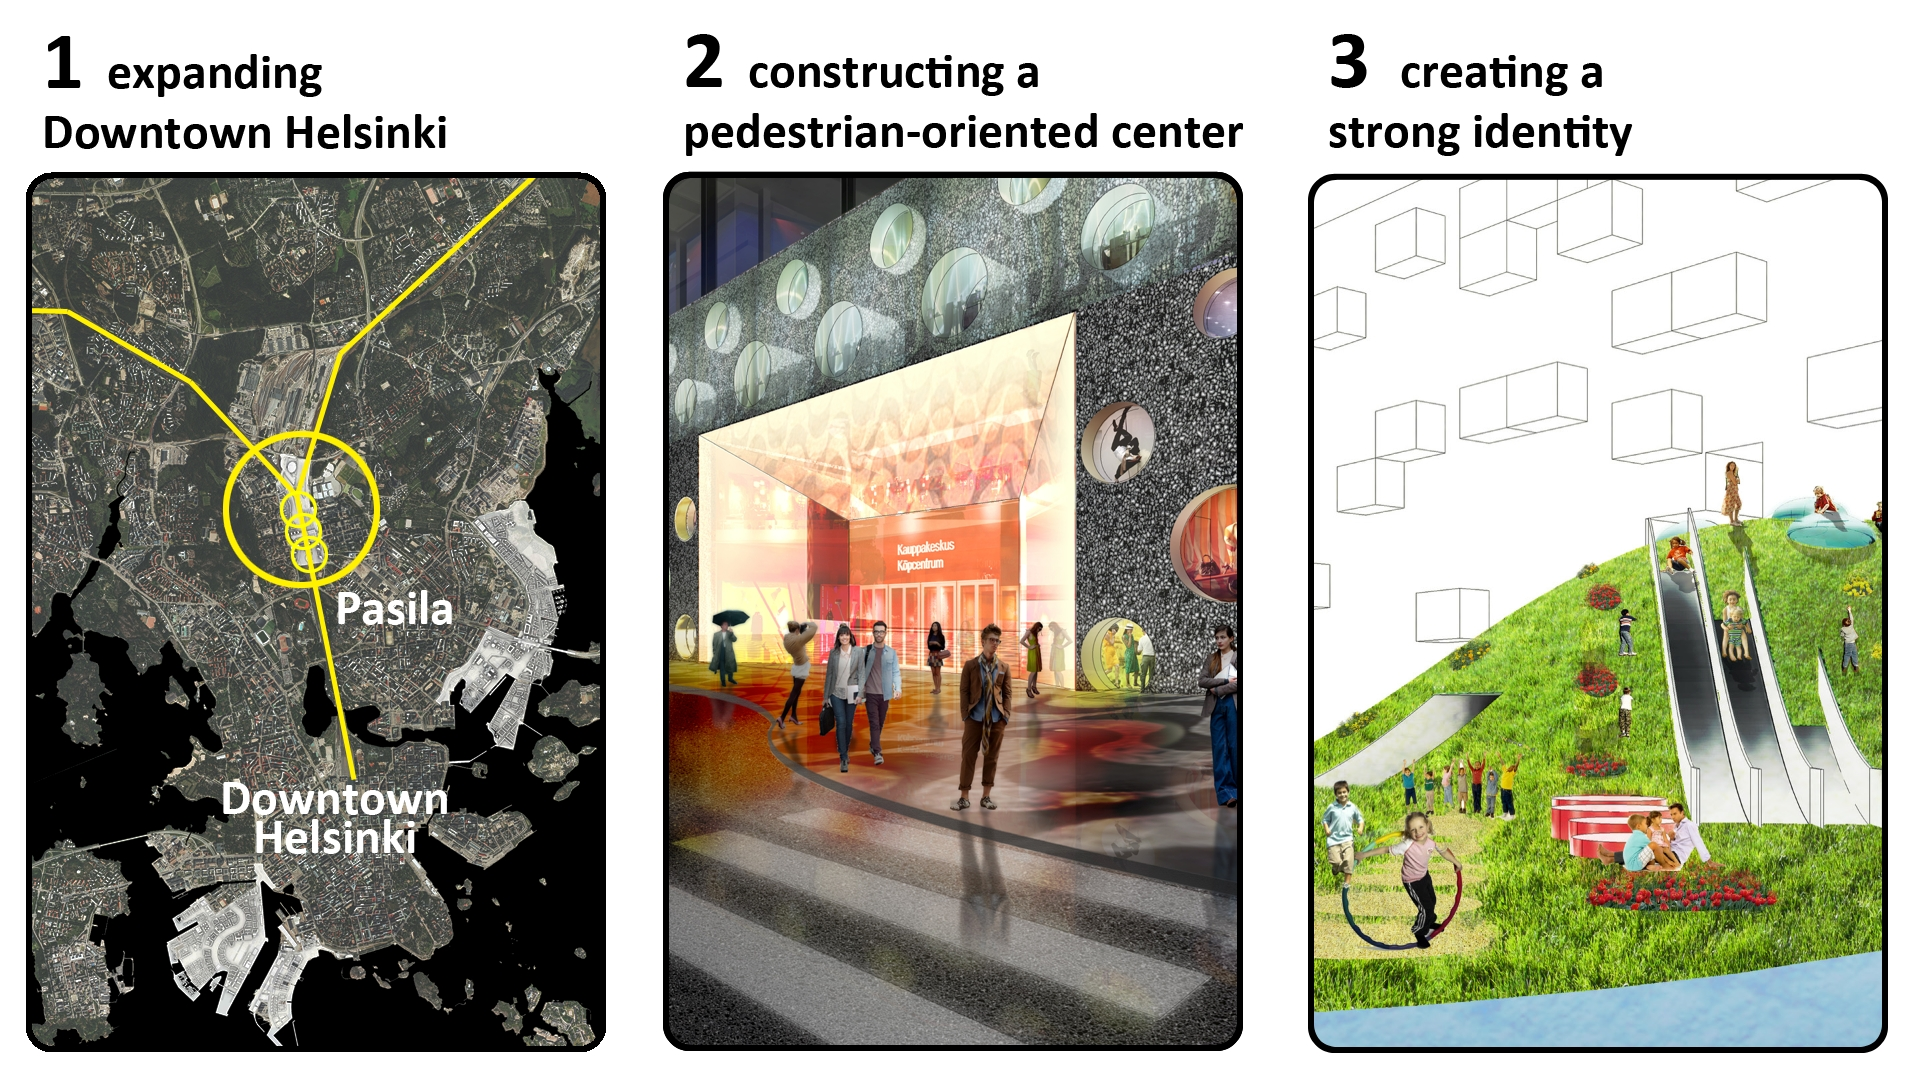 1 expanding
Downtown Helsinki
2 constructing a
pedestrian-oriented center
3 creating a
strong identity
Pasila
Downtown
Helsinki
Kauppakeskus
Köpcentrum